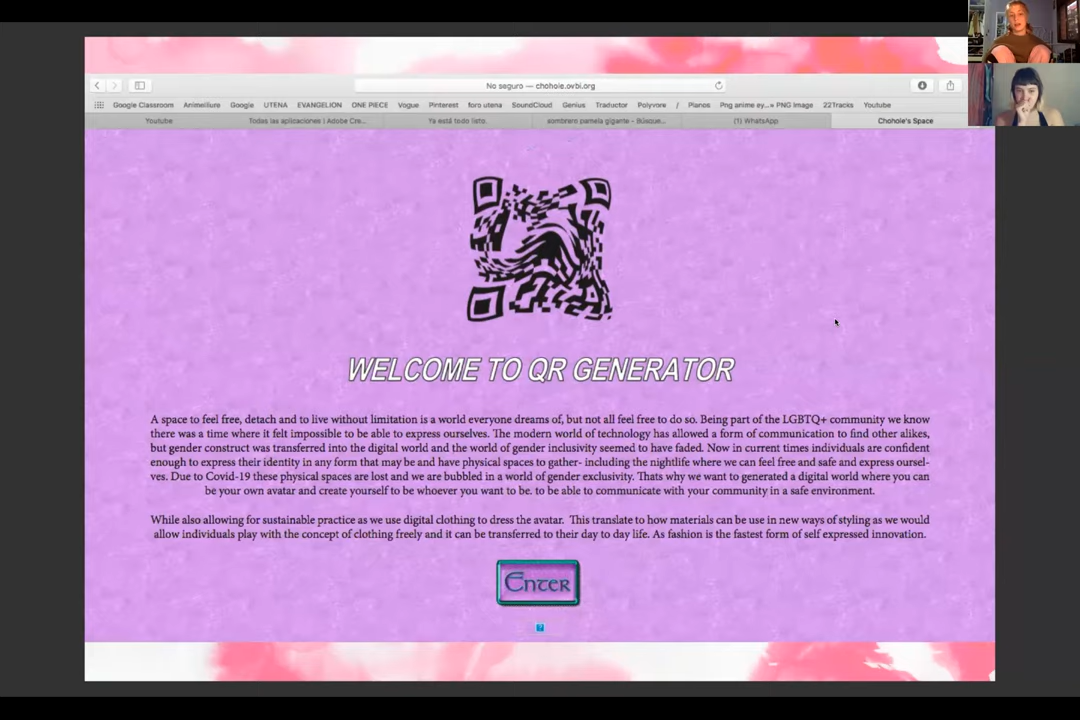 No seguro — chohole.ovbi.org
Google Classroom Animwillure Google UTENA EVANGELION ONE PIECE Vogue Pinterest foro utena SoundCloud Genius Traductor Polyvore / Planos Png anime ey...» PNG Image 22Tracks Youtube
Youtube Todas las aplicaciones | Adobe Cre... Ya está todo listo. sombrero pamela gigante - Búsque... (1) WhatsApp Chohole's Space
WELCOME TO QR GENERATOR
A space to feel free, detach and to live without limitation is a world everyone dreams of, but not all feel free to do so. Being part of the LGBTQ+ community we know
there was a time where it felt impossible to be able to express ourselves. The modern world of technology has allowed a form of communication to find other alikes,
but gender construct was transferred into the digital world and the world of gender inclusivity seemed to have faded. Now in current times individuals are confident
enough to express their identity in any form that may be and have physical spaces to gather- including the nightlife where we can feel free and safe and express oursel-
ves. Due to Covid-19 these physical spaces are lost and we are bubbled in a world of gender exclusivity. Thats why we want to generated a digital world where you can
be your own avatar and create yourself to be whoever you want to be. to be able to communicate with your community in a safe environment.
While also allowing for sustainable practice as we use digital clothing to dress the avatar. This translate to how materials can be use in new ways of styling as we would
allow individuals play with the concept of clothing freely and it can be transferred to their day to day life. As fashion is the fastest form of self expressed innovation.
Enter
?